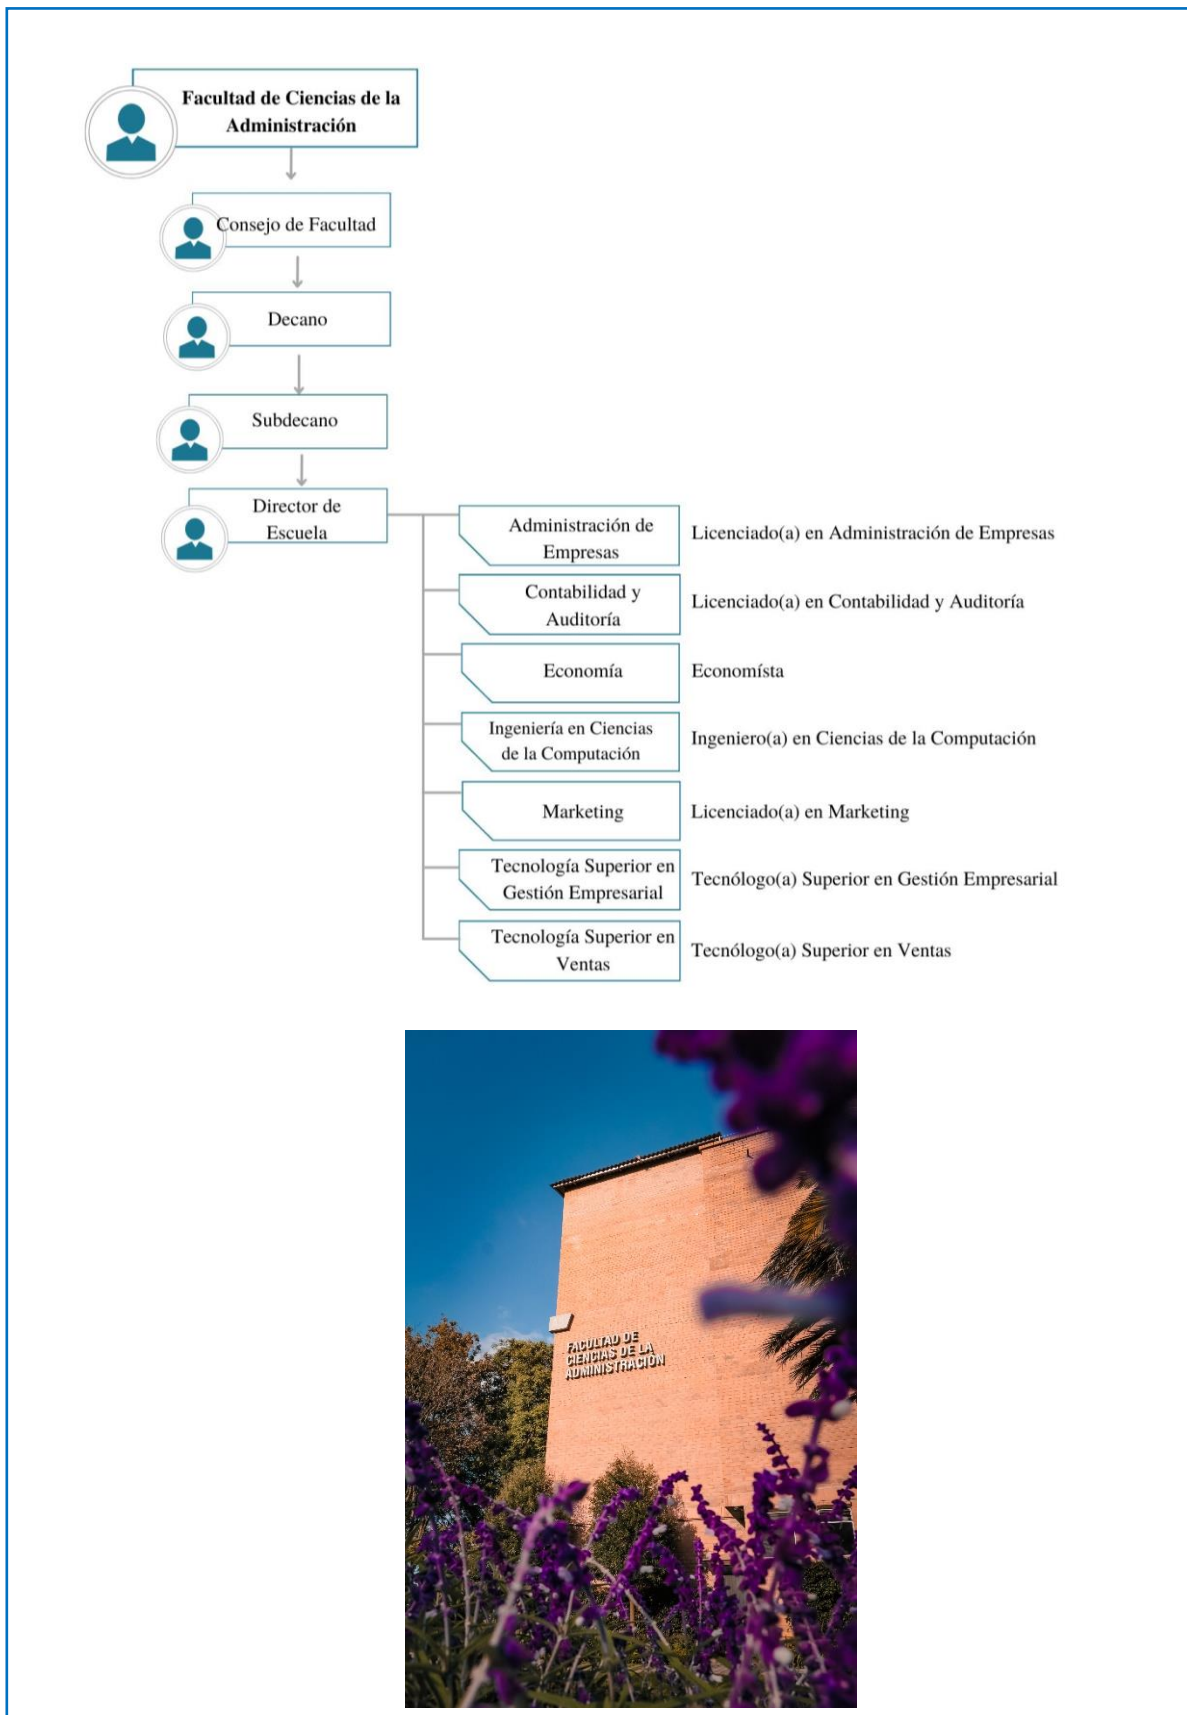 Facultad de Ciencias de la
Administración
Consejo de Facultad
Decano
Subdecano
Director de
Escuela
Administración de
Empresas
Licenciado(a) en Administración de Empresas
Contabilidad y
Auditoría
Licenciado(a) en Contabilidad y Auditoría
Economía
Economísta
Ingeniería en Ciencias
de la Computación
Ingeniero(a) en Ciencias de la Computación
Marketing
Licenciado(a) en Marketing
Tecnología Superior en
Gestión Empresarial
Tecnólogo(a) Superior en Gestión Empresarial
Tecnología Superior en
Ventas
Tecnólogo(a) Superior en Ventas
FACULTAD DE
CIENCIAS DE LA
ADMINISTRACIÓN